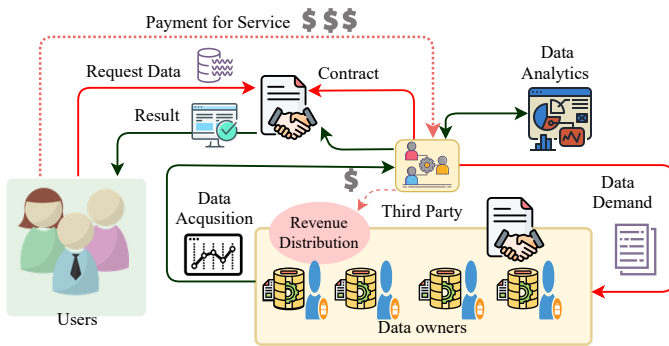 Payment for Service $ $ $
Request Data
Contract
Data
Analytics
Result
$
Data
Acqusition
Third Party
Data
Demand
Revenue
Distribution
Users
Data owners